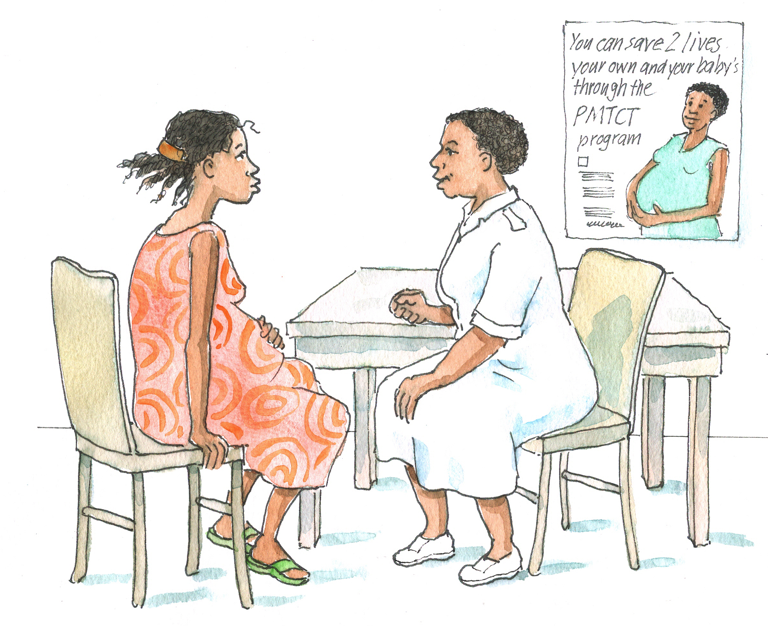 You can save 2 lives
your own and your baby's
through the
PMTCT
program